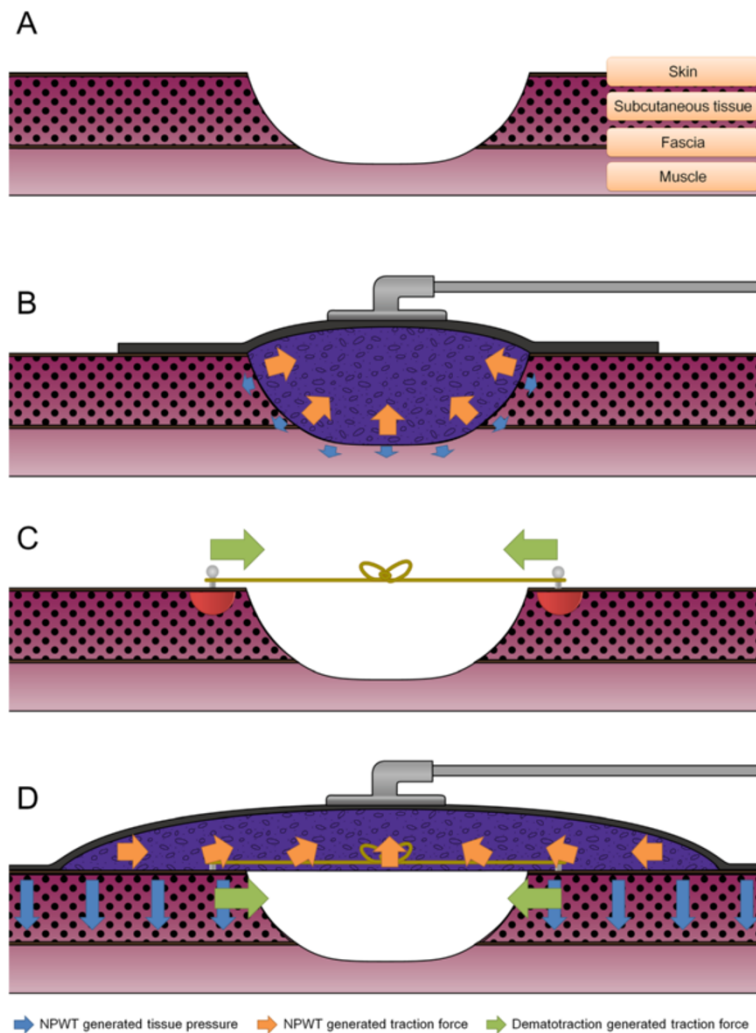 A
Skin
Subcutaneous tissue
Fascia
Muscle
B
C
D
NPWT generated tissue pressure NPWT generated traction force Dematotraction generated traction force